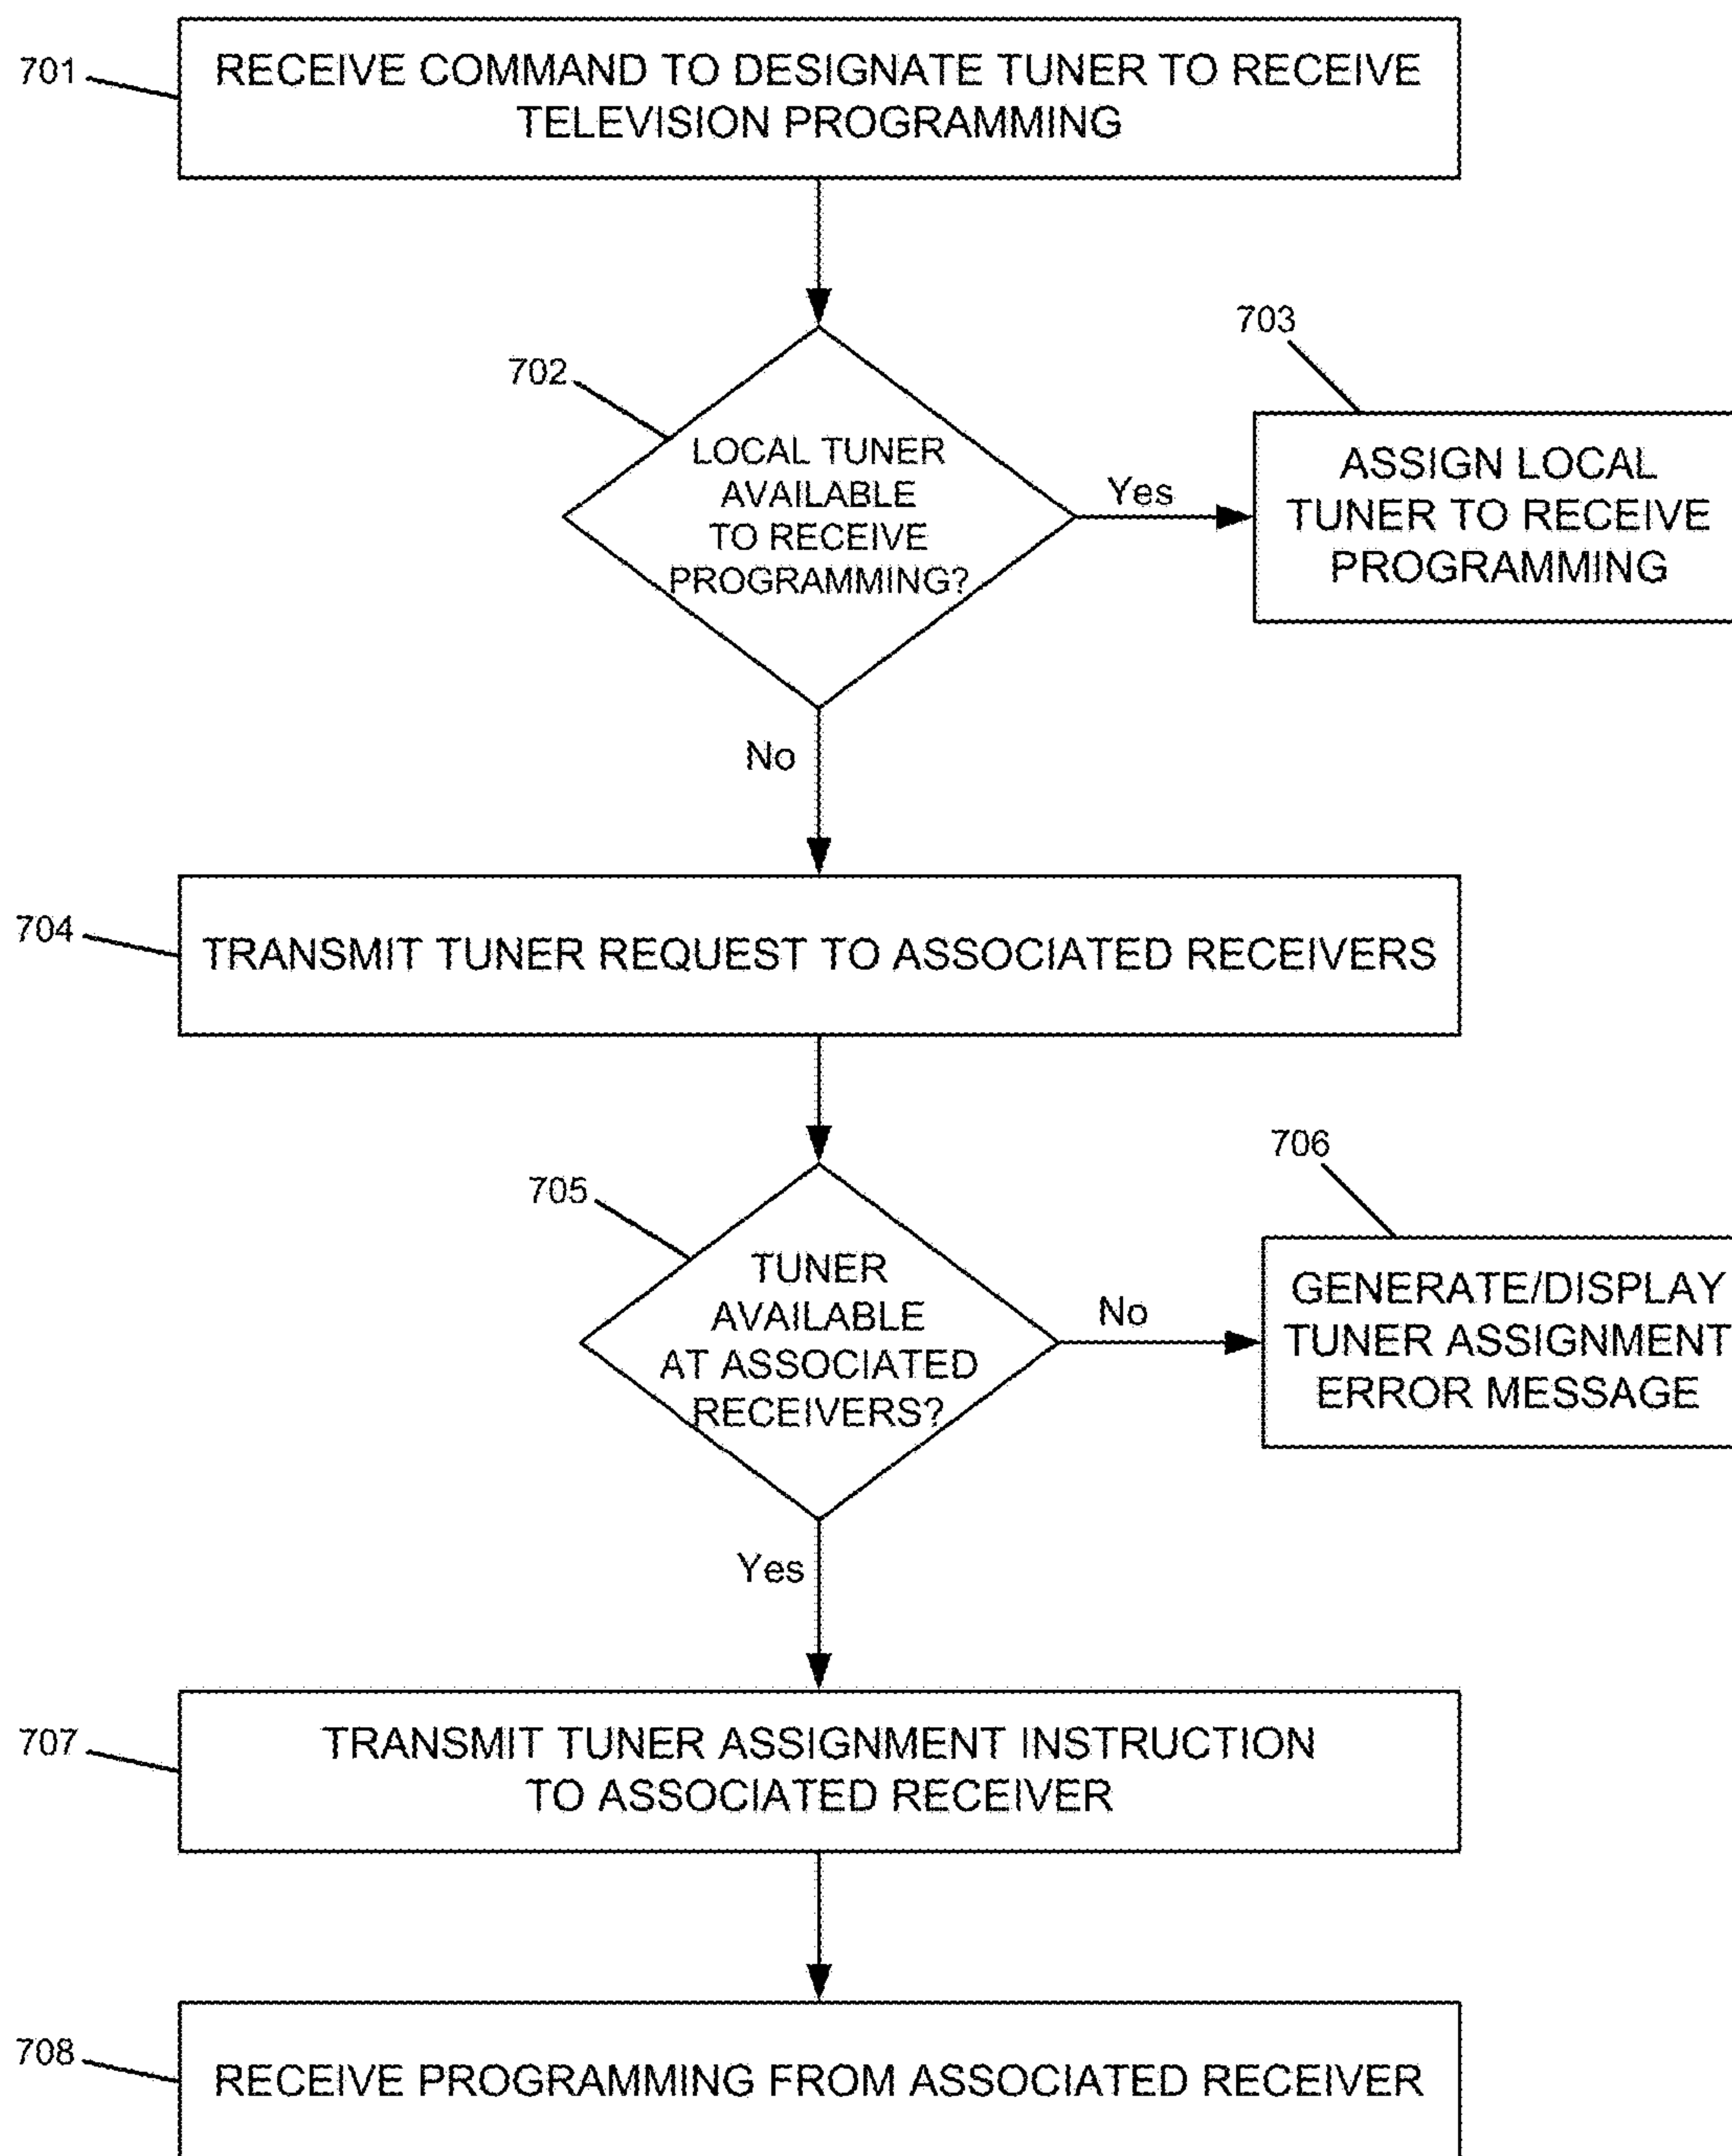 701
RECEIVE COMMAND TO DESIGNATE TUNER TO RECEIVE
TELEVISION PROGRAMMING
702
LOCAL TUNER
AVAILABLE
TO RECEIVE
PROGRAMMING?
Yes
703
ASSIGN LOCAL
TUNER TO RECEIVE
PROGRAMMING
No
704
TRANSMIT TUNER REQUEST TO ASSOCIATED RECEIVERS
705
TUNER
AVAILABLE
AT ASSOCIATED
RECEIVERS?
No
706
GENERATE/DISPLAY
TUNER ASSIGNMENT
ERROR MESSAGE
Yes
707
TRANSMIT TUNER ASSIGNMENT INSTRUCTION
TO ASSOCIATED RECEIVER
708
RECEIVE PROGRAMMING FROM ASSOCIATED RECEIVER